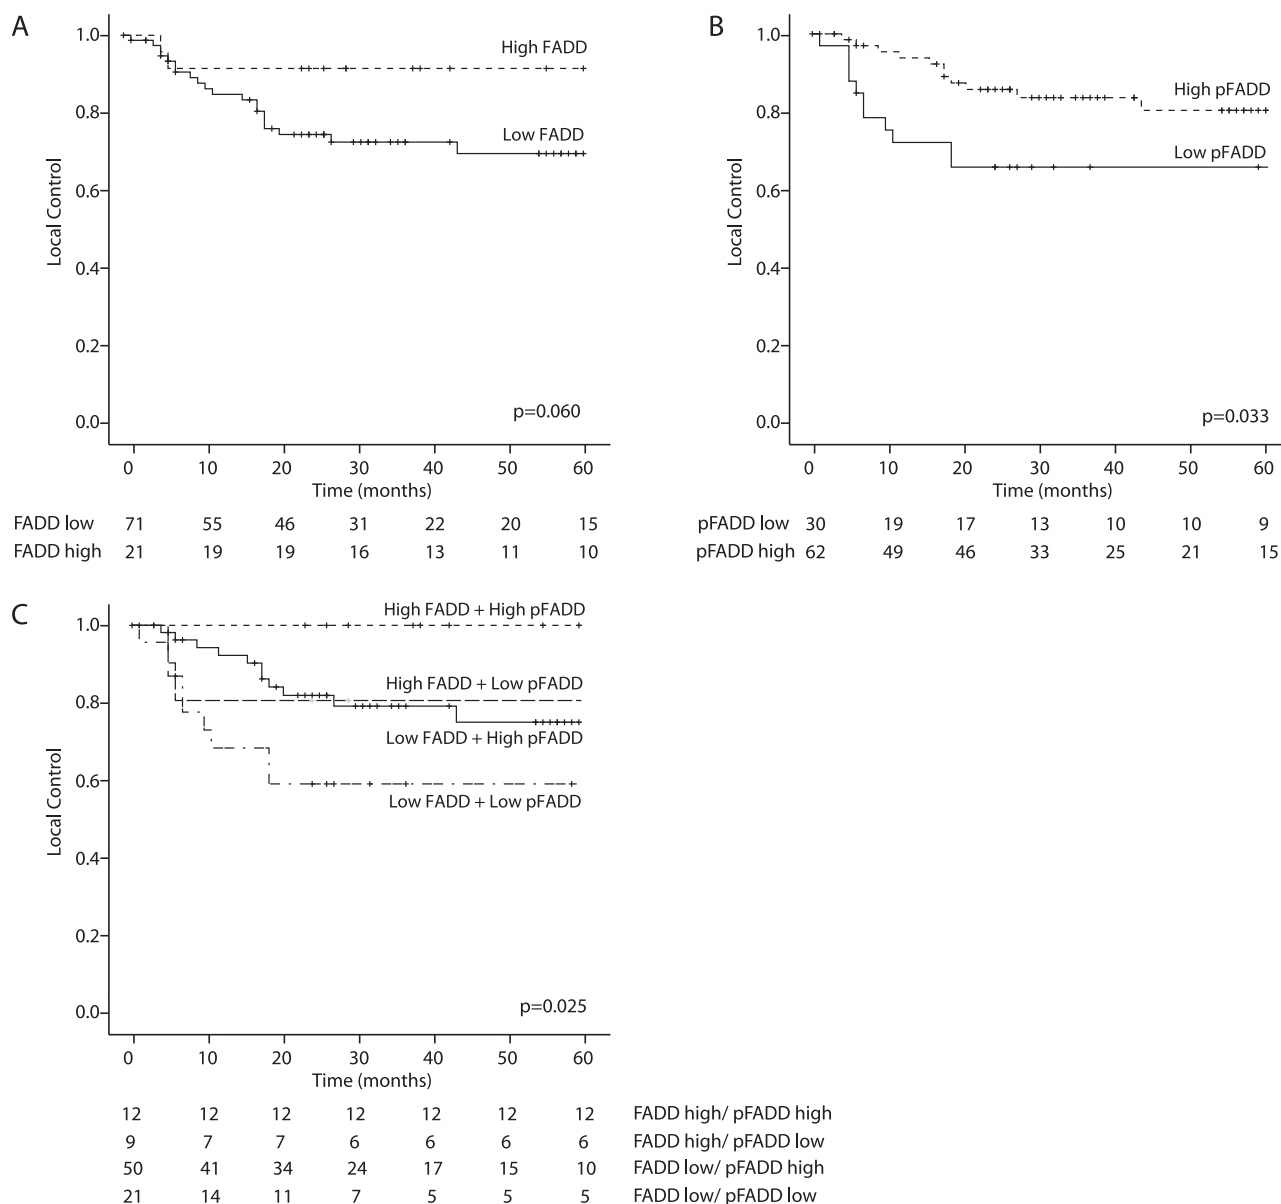 A
1.0
0.8
0.6
0.4
0.2
0.0
Local Control
High FADD
Low FADD
p=0.060
0 10 20 30 40 50 60
Time (months)
FADD low 71 55 46 31 22 20 15
FADD high 21 19 19 16 13 11 10
B
1.0
0.8
0.6
0.4
0.2
0.0
Local Control
High pFADD
Low pFADD
p=0.033
0 10 20 30 40 50 60
Time (months)
pFADD low 30 19 17 13 10 10 9
pFADD high 62 49 46 33 25 21 15
C
1.0
0.8
0.6
0.4
0.2
0.0
Local Control
High FADD + High pFADD
High FADD + Low pFADD
Low FADD + High pFADD
Low FADD + Low pFADD
p=0.025
0 10 20 30 40 50 60
Time (months)
12 12 12 12 12 12 12 FADD high/ pFADD high
9 7 7 6 6 6 6 FADD high/ pFADD low
50 41 34 24 17 15 10 FADD low/ pFADD high
21 14 11 7 5 5 5 FADD low/ pFADD low